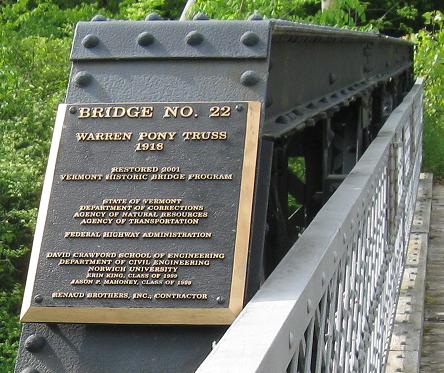 BRIDGE NO. 22
WARREN PONY TRUSS
1918
RESTORED 2001
VERMONT HISTORIC BRIDGE PROGRAM
STATE OF VERMONT
DEPARTMENT OF CORRECTIONS
AGENCY OF NATURAL RESOURCES
AGENCY OF TRANSPORTATION
FEDERAL HIGHWAY ADMINISTRATION
DAVID CRAWFORD SCHOOL OF ENGINEERING
DEPARTMENT OF CIVIL ENGINEERING
NORWICH UNIVERSITY
ERIN KING, CLASS OF 1999
JASON P. MAHONEY, CLASS OF 1999
RENAUD BROTHERS, INC., CONTRACTOR